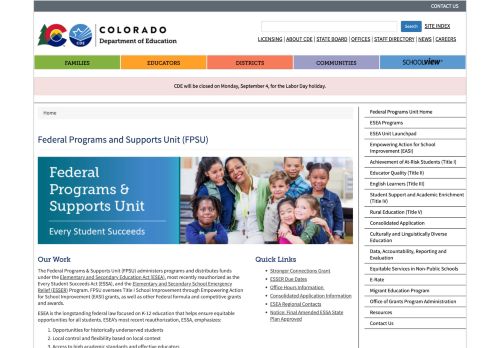 CONTACT US
COLORADO
Department of Education
CDE
Search
SITE INDEX
LICENSING | ABOUT CDE | STATE BOARD | OFFICES | STAFF DIRECTORY | NEWS | CAREERS
FAMILIES
EDUCATORS
DISTRICTS
COMMUNITIES
SCHOOLVIEW
CDE will be closed on Monday, September 4, for the Labor Day holiday.
Home
Federal Programs and Supports Unit (FPSU)
Federal
Programs &
Supports Unit
Every Student Succeeds
Our Work
The Federal Programs & Supports Unit (FPSU) administers programs and distributes funds
under the Elementary and Secondary Education Act (ESEA), most recently reauthorized as the
Every Student Succeeds Act (ESSA), and the Elementary and Secondary School Emergency
Relief (ESSER) Program. FPSU oversees Title I School Improvement through Empowering Action
for School Improvement (EASI) grants, as well as other Federal formula and competitive grants
and awards.
ESEA is the longstanding federal law focused on K-12 education that helps ensure equitable
opportunities for all students. ESEA's most recent reauthorization, ESSA, emphasizes:
1. Opportunities for historically underserved students
2. Local control and flexibility based on local context
3. Access to high academic standards and effective educators
Quick Links
Stronger Connections Grant
ESSER Due Dates
Office Hours Information
Consolidated Application Information
ESEA Regional Contacts
Notice: Final Amended ESSA State
Plan Approved
Federal Programs Unit Home
ESEA Programs
ESEA Unit Launchpad
Empowering Action for School
Improvement (EASI)
Achievement of At-Risk Students (Title I)
Educator Quality (Title II)
English Learners (Title III)
Student Support and Academic Enrichment
(Title IV)
Rural Education (Title V)
Consolidated Application
Culturally and Linguistically Diverse
Education
Data, Accountability, Reporting and
Evaluation
Equitable Services in Non-Public Schools
E-Rate
Migrant Education Program
Office of Grants Program Administration
Resources
Contact Us